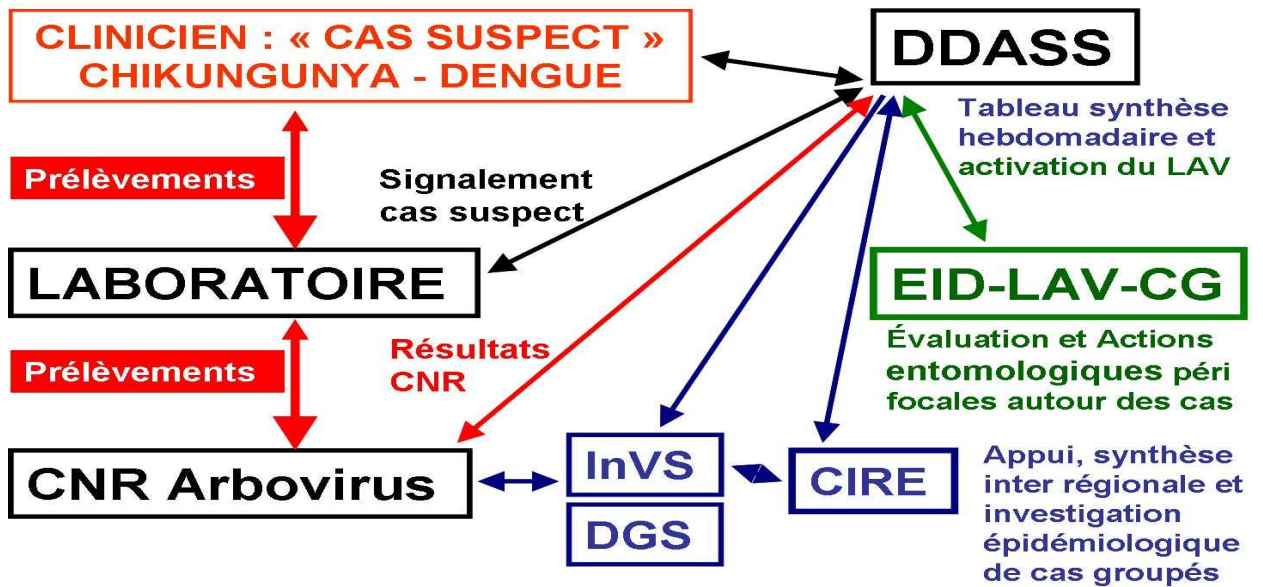 CLINICIEN : « CAS SUSPECT »
CHIKUNGUNYA - DENGUE
DDASS
Tableau synthèse
hebdomadaire et
activation du LAV
Prélèvements
Signalement
cas suspect
LABORATOIRE
EID-LAV-CG
Évaluation et Actions
entomologiques péri
focales autour des cas
Prélèvements
Résultats
CNR
CNR Arbovirus
InVS
DGS
CIRE
Appui, synthèse
inter régionale et
investigation
épidémiologique
de cas groupés